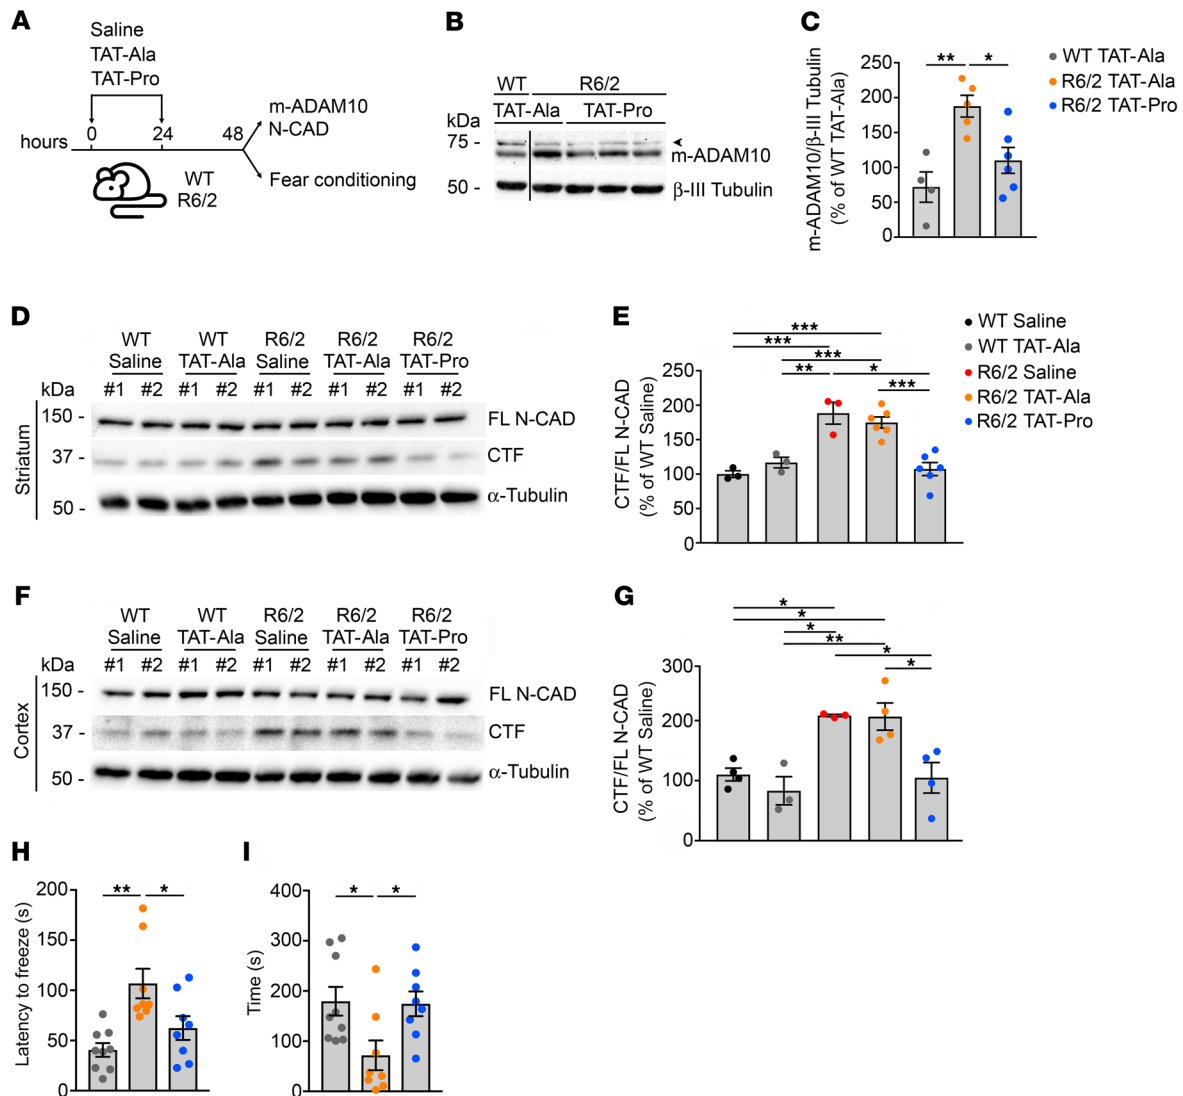 A
Saline
TAT-Ala
TAT-Pro
hours
0
24
48
m-ADAM10
N-CAD
Fear conditioning
WT
R6/2
B
WT
R6/2
TAT-Ala
TAT-Pro
kDa
75 -
50 -
m-ADAM10
β-III Tubulin
C
m-ADAM10/β-III Tubulin
(% of WT TAT-Ala)
250
200
150
100
50
0
**
*
WT TAT-Ala
R6/2 TAT-Ala
R6/2 TAT-Pro
D
WT
Saline
WT
TAT-Ala
R6/2
Saline
R6/2
TAT-Ala
R6/2
TAT-Pro
kDa
#1 #2 #1 #2 #1 #2 #1 #2 #1 #2
150 -
FL N-CAD
37 -
CTF
50 -
α-Tubulin
Striatum
E
CTF/FL N-CAD
(% of WT Saline)
250
200
150
100
50
0
***
***
***
**
*
***
WT Saline
WT TAT-Ala
R6/2 Saline
R6/2 TAT-Ala
R6/2 TAT-Pro
F
WT
Saline
WT
TAT-Ala
R6/2
Saline
R6/2
TAT-Ala
R6/2
TAT-Pro
kDa
#1 #2 #1 #2 #1 #2 #1 #2 #1 #2
150 -
FL N-CAD
37 -
CTF
50 -
α-Tubulin
Cortex
G
CTF/FL N-CAD
(% of WT Saline)
300
200
100
0
*
*
*
**
*
*
H
Latency to freeze (s)
200
150
100
50
0
**
*
I
Time (s)
400
300
200
100
0
*
*